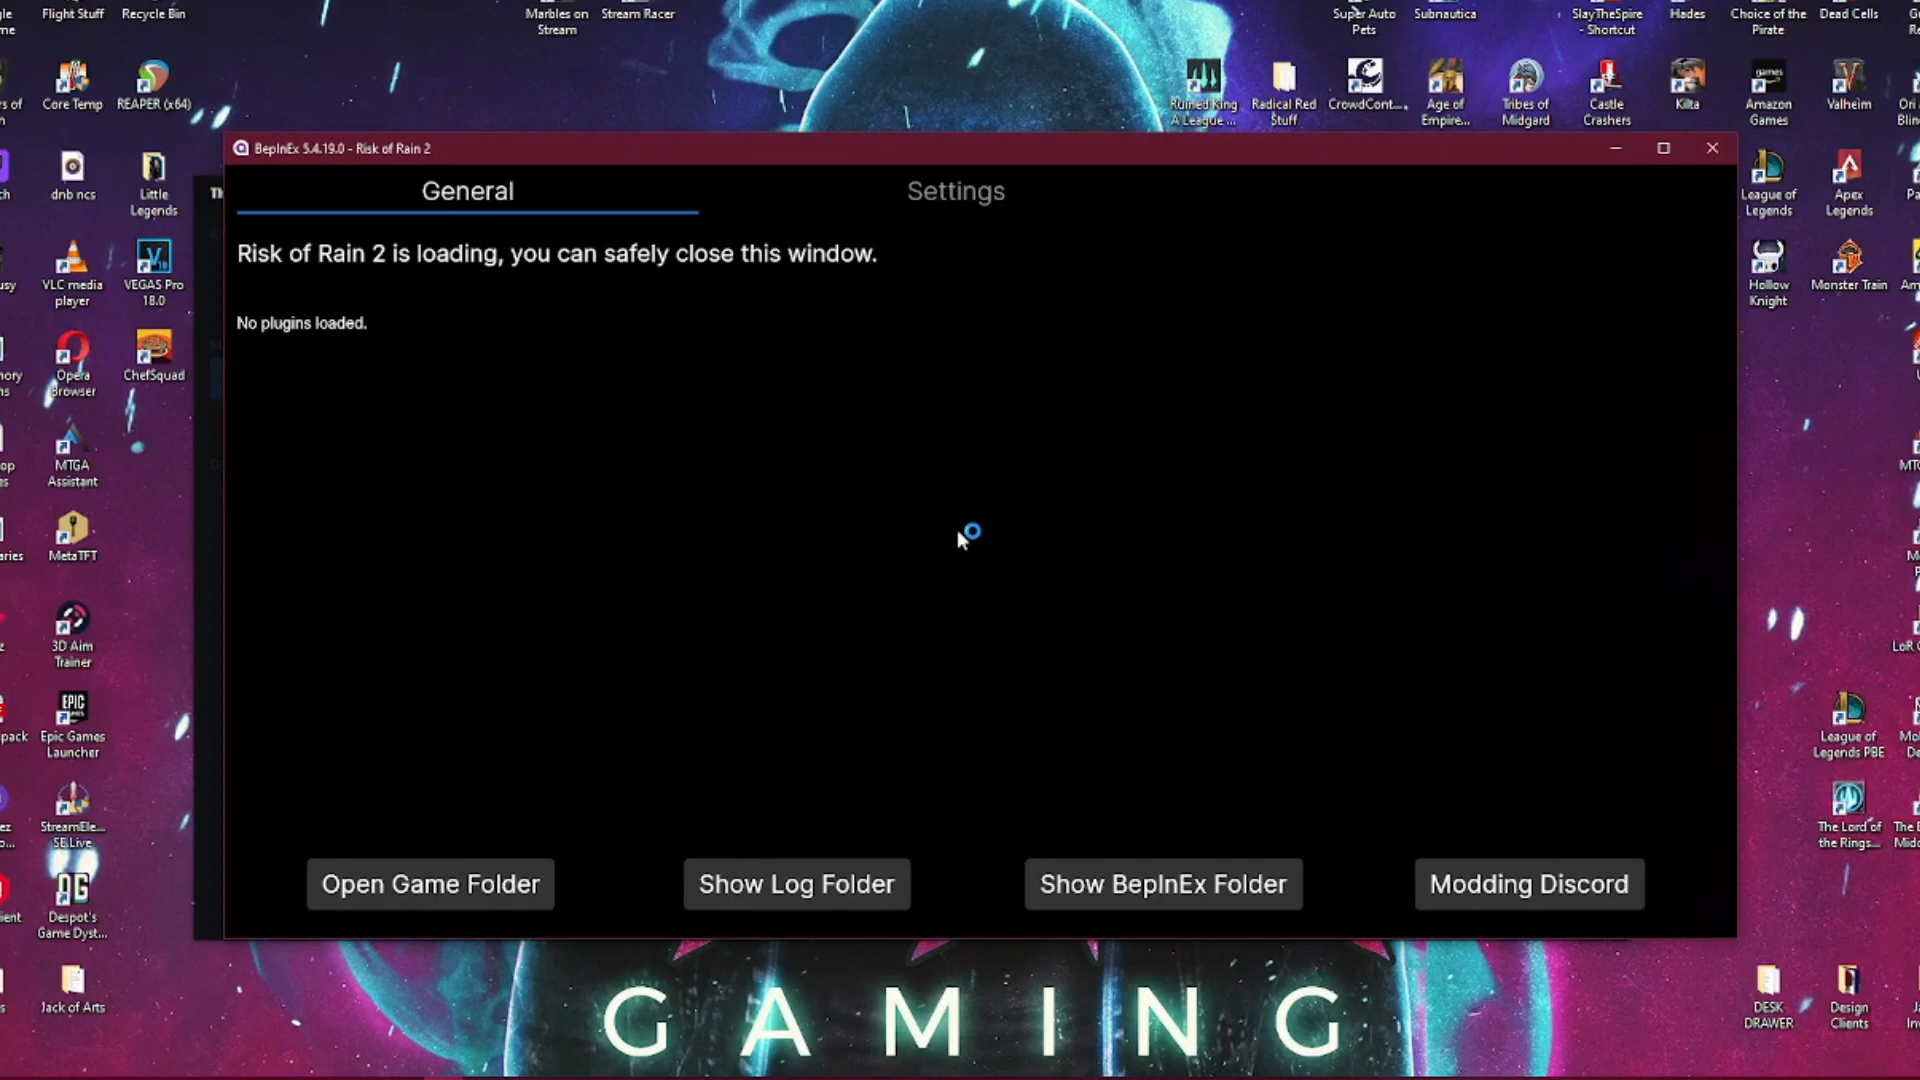 Flight Stuff
Recycle Bin
Marbles on
Stream
Stream Racer
Super Auto
Pets
Subnautica
SlayTheSpire
- Shortcut
Hades
Choice of the
Pirate
Dead Cells
Core Temp
REAPER (x64)
Ruined King
A League ...
Radical Red
Stuff
CrowdCont...
Age of
Empire...
Tribes of
Midgard
Castle
Crashers
Kilta
games
Amazon
Games
Valheim
BepInEx 5.4.19.0 - Risk of Rain 2
General
Settings
Risk of Rain 2 is loading, you can safely close this window.
No plugins loaded.
Open Game Folder
Show Log Folder
Show BepInEx Folder
Modding Discord
dnb ncs
Little
Legends
VLC media
player
VEGAS Pro
18.0
Opera
Browser
ChefSquad
MTGA
Assistant
MetaTFT
3D Aim
Trainer
EPIC
GAMES
Epic Games
Launcher
StreamEle...
SE.Live
Despot's
Game Dyst...
Jack of Arts
League of
Legends
Apex
Legends
Hollow
Knight
Monster Train
League of
Legends PBE
The Lord of
the Rings...
DESK
DRAWER
Design
Clients
GAMING